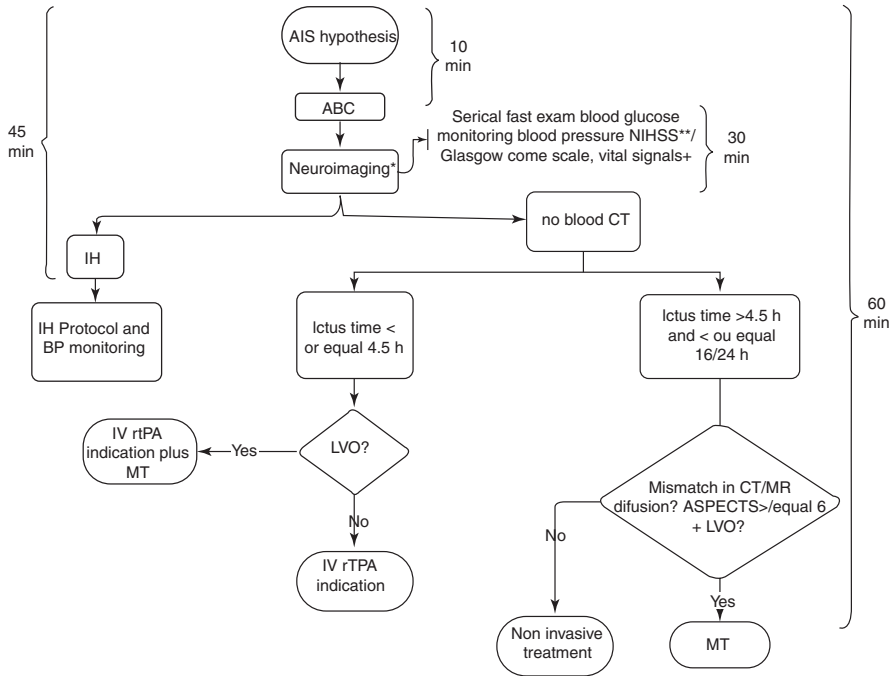 AIS hypothesis
10
min
ABC
45
min
Serical fast exam blood glucose
monitoring blood pressure NIHSS**/
Glasgow come scale, vital signals+
30
min
Neuroimaging*
no blood CT
IH
IH Protocol and
BP monitoring
Ictus time <
or equal 4.5 h
Ictus time >4.5 h
and < ou equal
16/24 h
60
min
IV rtPA
indication plus
MT
Yes
LVO?
No
IV rTPA
indication
Mismatch in CT/MR
difusion? ASPECTS>/equal 6
+ LVO?
No
Yes
Non invasive
treatment
MT